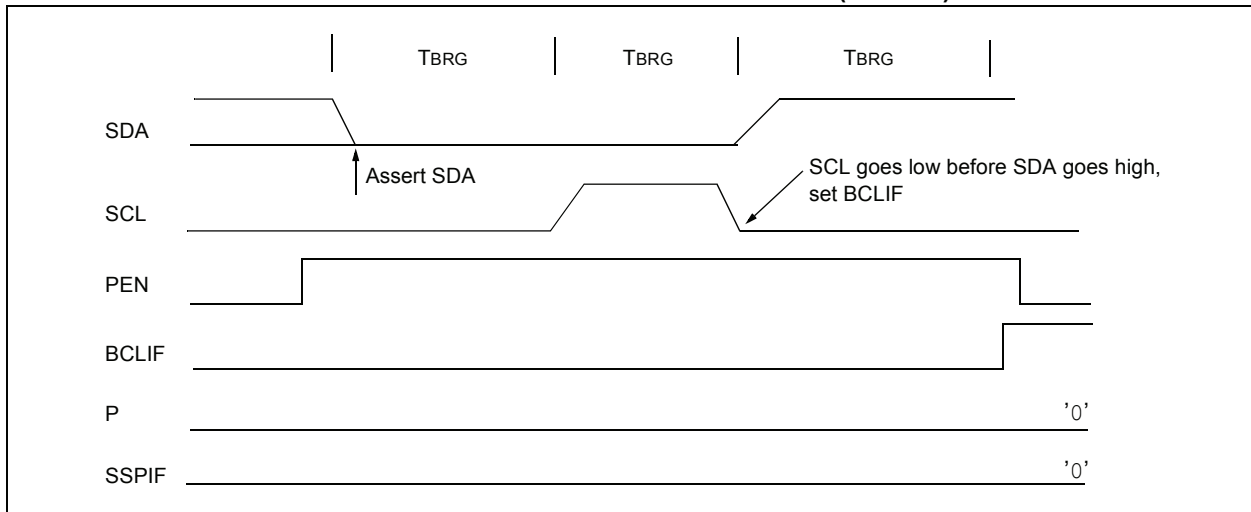 TBRG TBRG TBRG
SDA
Assert SDA
SCL goes low before SDA goes high,
set BCLIF
SCL
PEN
BCLIF
P '0'
SSPIF '0'